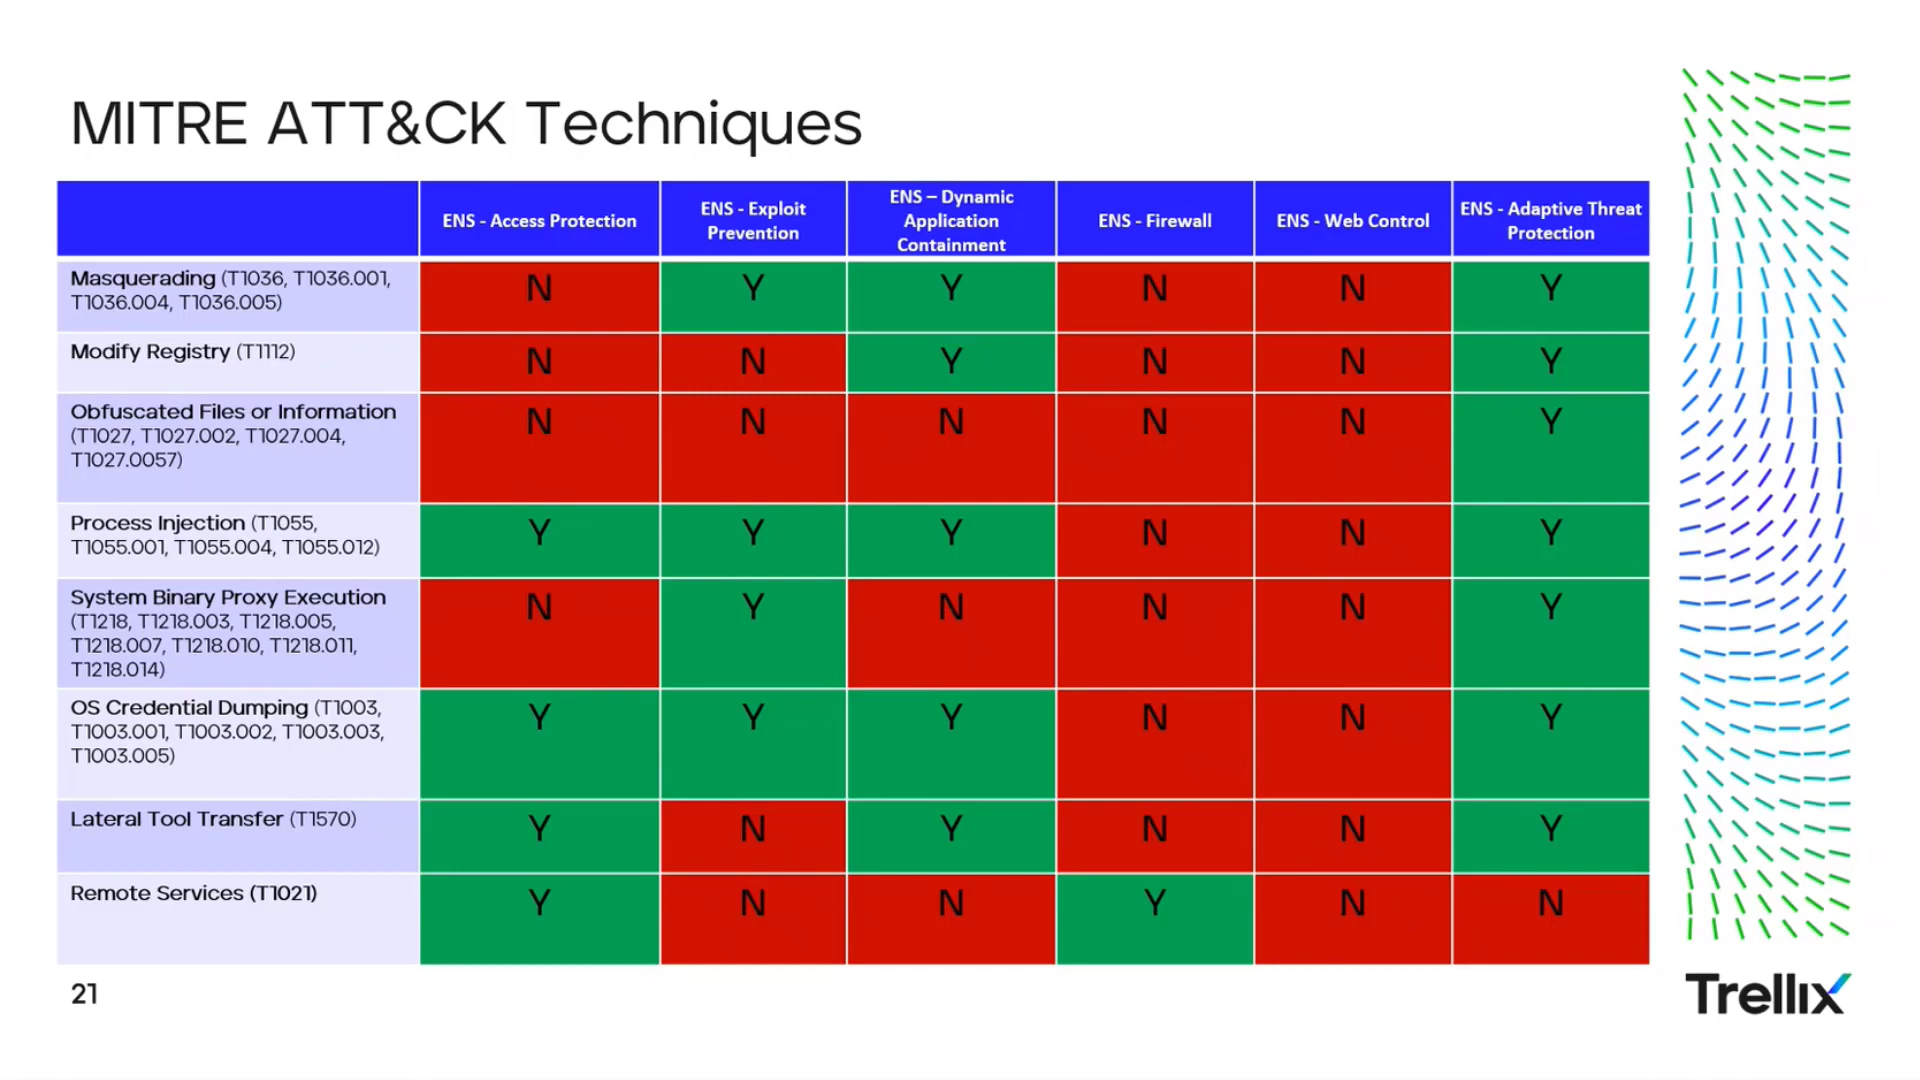 MITRE ATT&CK Techniques
ENS - Access Protection
ENS - Exploit
Prevention
ENS – Dynamic
Application
Containment
ENS - Firewall
ENS - Web Control
ENS - Adaptive Threat
Protection
Masquerading (T1036, T1036.001,
T1036.004, T1036.005)
N
Y
Y
N
N
Y
Modify Registry (T1112)
N
N
Y
N
N
Y
Obfuscated Files or Information
(T1027, T1027.002, T1027.004,
T1027.0057)
N
N
N
N
N
Y
Process Injection (T1055,
T1055.001, T1055.004, T1055.012)
Y
Y
Y
N
N
Y
System Binary Proxy Execution
(T1218, T1218.003, T1218.005,
T1218.007, T1218.010, T1218.011,
T1218.014)
N
Y
N
N
N
Y
OS Credential Dumping (T1003,
T1003.001, T1003.002, T1003.003,
T1003.005)
Y
Y
Y
N
N
Y
Lateral Tool Transfer (T1570)
Y
N
Y
N
N
Y
Remote Services (T1021)
Y
N
N
Y
N
N
21
Trellix